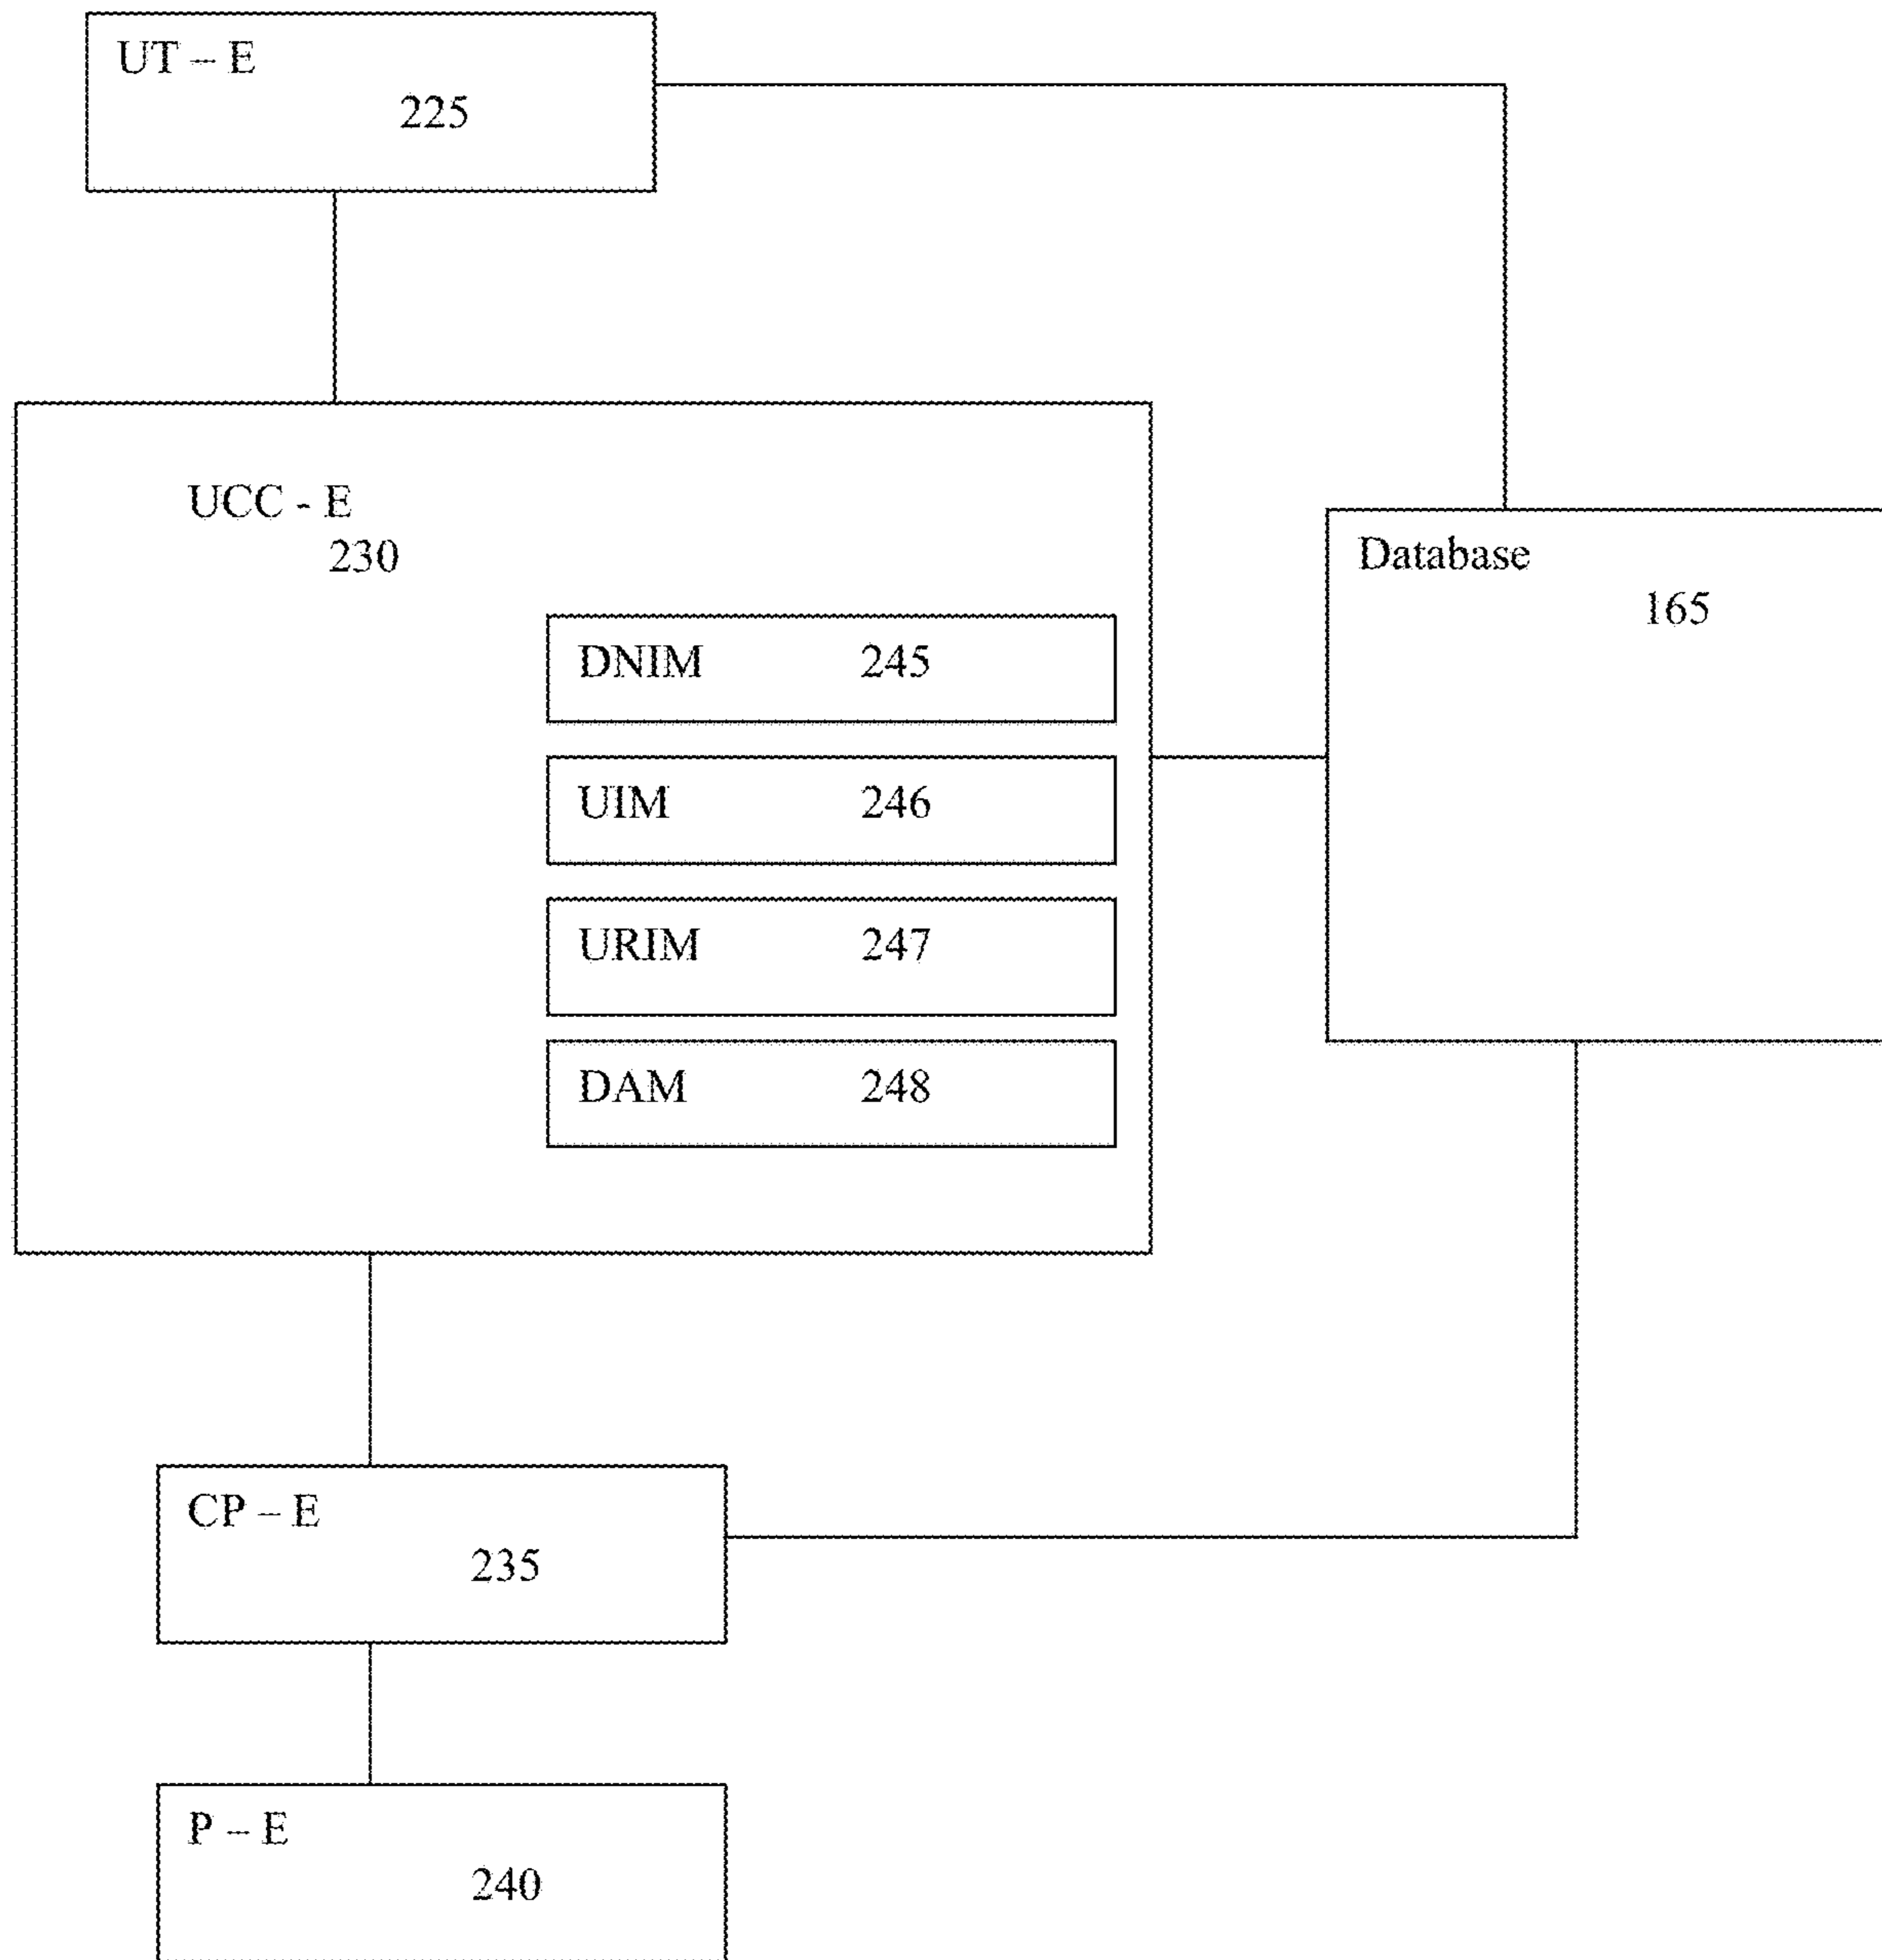 UT – E
225
UCC - E
230
Database
165
DNIM 245
UIM 246
URIM 247
DAM 248
CP – E
235
P – E
240